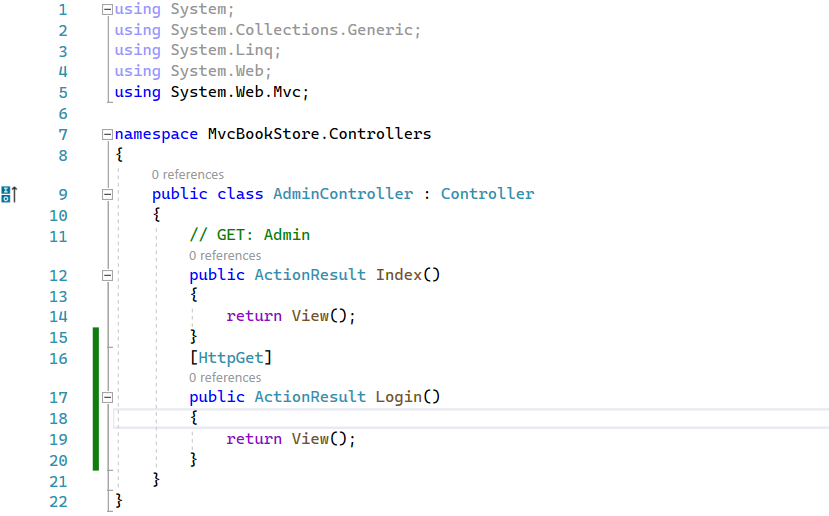 1 using System;
2 using System.Collections.Generic;
3 using System.Linq;
4 using System.Web;
5 using System.Web.Mvc;
6
7 namespace MvcBookStore.Controllers
8 {
0 references
9 public class AdminController : Controller
10 {
11 // GET: Admin
0 references
12 public ActionResult Index()
13 {
14 return View();
15 }
16 [HttpGet]
0 references
17 public ActionResult Login()
18 {
19 return View();
20 }
21 }
22 }